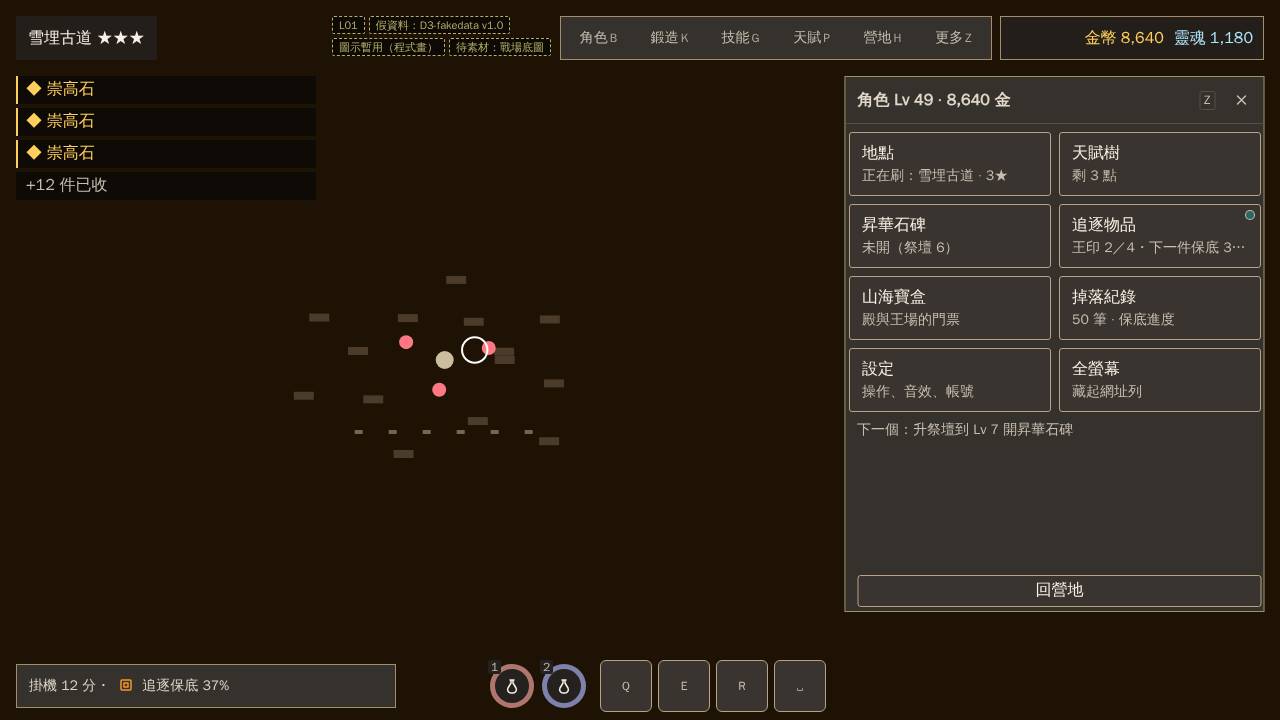 雪埋古道 ★★★
L01 假資料：D3-fakedata v1.0
圖示暫用（程式畫） 待素材：戰場底圖
角色B 鍛造K 技能G 天賦P 營地H 更多Z
金幣 8,640 靈魂 1,180
◆ 崇高石
◆ 崇高石
◆ 崇高石
+12 件已收
角色 Lv 49 · 8,640 金 Z ×
地點
正在刷：雪埋古道 · 3★
天賦樹
剩 3 點
昇華石碑
未開（祭壇 6）
追逐物品
王印 2／4・下一件保底 3⋯
山海寶盒
殿與王場的門票
掉落紀錄
50 筆 · 保底進度
設定
操作、音效、帳號
全螢幕
藏起網址列
下一個：升祭壇到 Lv 7 開昇華石碑
回營地
掛機 12 分・ 追逐保底 37%
1 2 Q E R ⎵